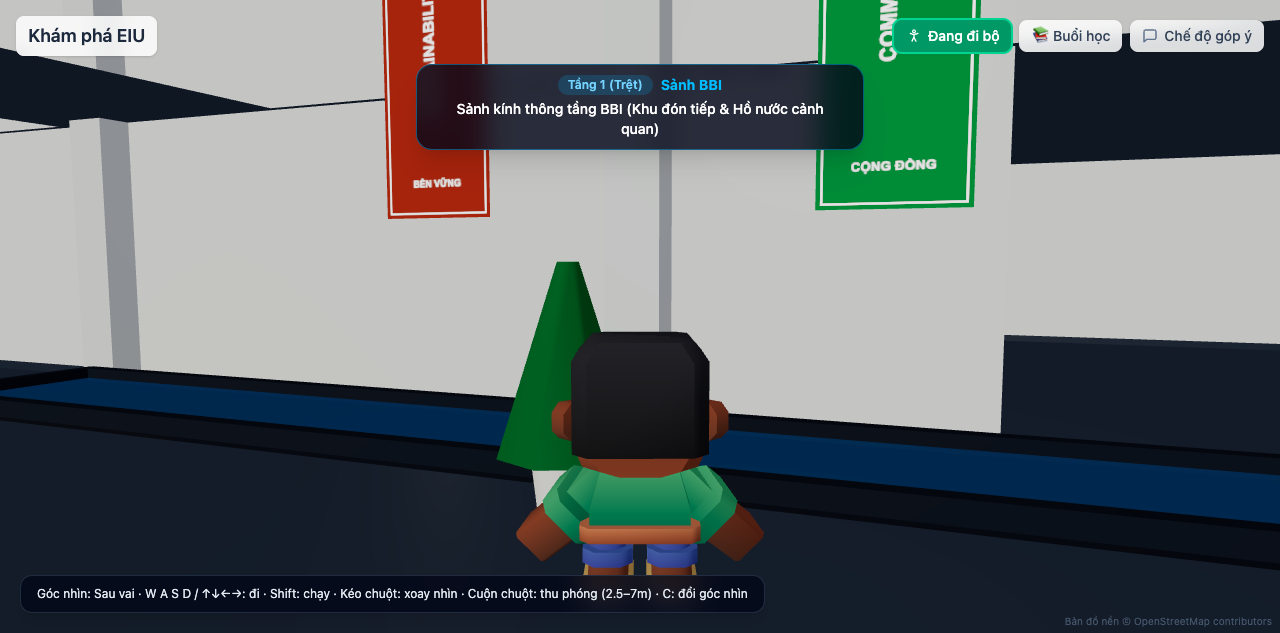 Khám phá EIU
Đang đi bộ
Buổi học
Chế độ góp ý
Tầng 1 (Trệt) Sảnh BBI
Sảnh kính thông tầng BBI (Khu đón tiếp & Hồ nước cảnh
quan)
BỀN VỮNG
CỘNG ĐỒNG
Góc nhìn: Sau vai · W A S D / ↑↓←→: đi · Shift: chạy · Kéo chuột: xoay nhìn · Cuộn chuột: thu phóng (2.5–7m) · C: đổi góc nhìn
Bản đồ nền © OpenStreetMap contributors